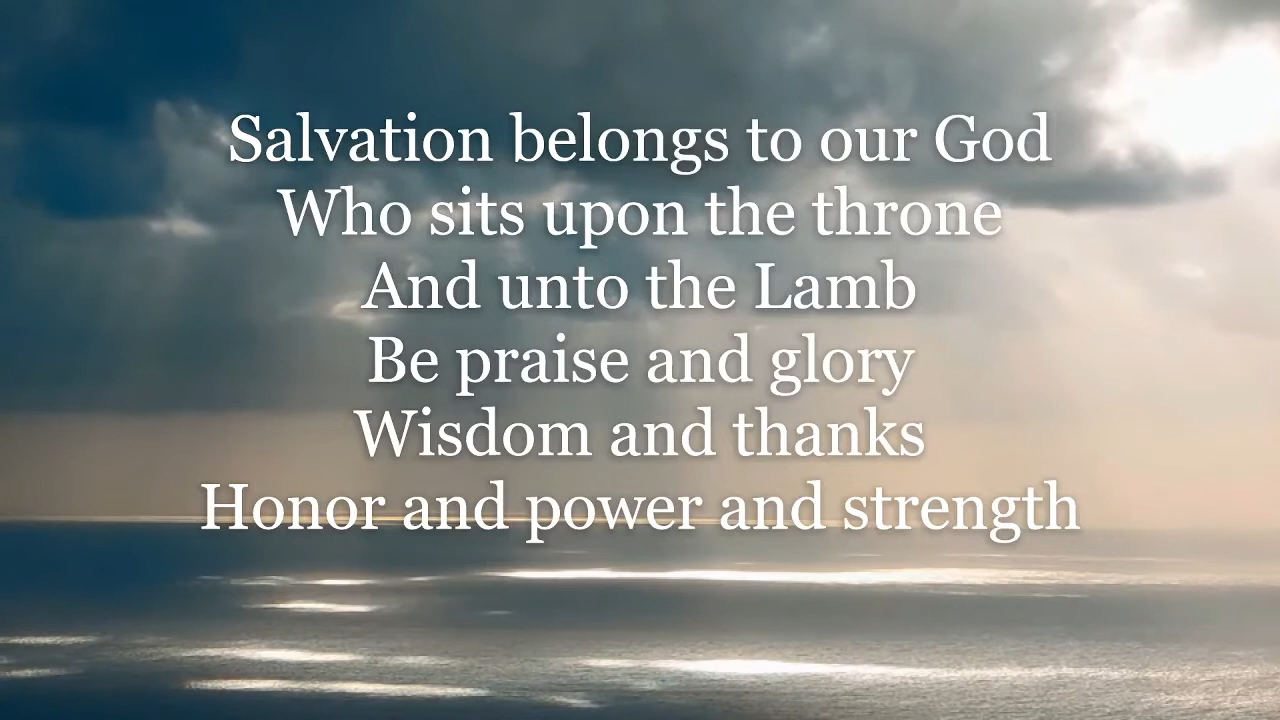 Salvation belongs to our God
Who sits upon the throne
And unto the Lamb
Be praise and glory
Wisdom and thanks
Honor and power and strength